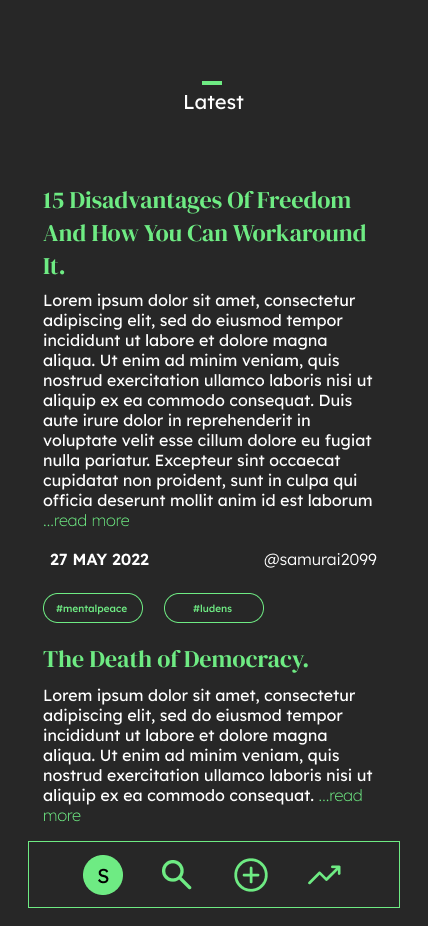 Latest
15 Disadvantages Of Freedom
And How You Can Workaround
It.
Lorem ipsum dolor sit amet, consectetur
adipiscing elit, sed do eiusmod tempor
incididunt ut labore et dolore magna
aliqua. Ut enim ad minim veniam, quis
nostrud exercitation ullamco laboris nisi ut
aliquip ex ea commodo consequat. Duis
aute irure dolor in reprehenderit in
voluptate velit esse cillum dolore eu fugiat
nulla pariatur. Excepteur sint occaecat
cupidatat non proident, sunt in culpa qui
officia deserunt mollit anim id est laborum
...read more
27 MAY 2022 @samurai2099
#mentalpeace #ludens
The Death of Democracy.
Lorem ipsum dolor sit amet, consectetur
adipiscing elit, sed do eiusmod tempor
incididunt ut labore et dolore magna
aliqua. Ut enim ad minim veniam, quis
nostrud exercitation ullamco laboris nisi ut
aliquip ex ea commodo consequat. ...read
more
S